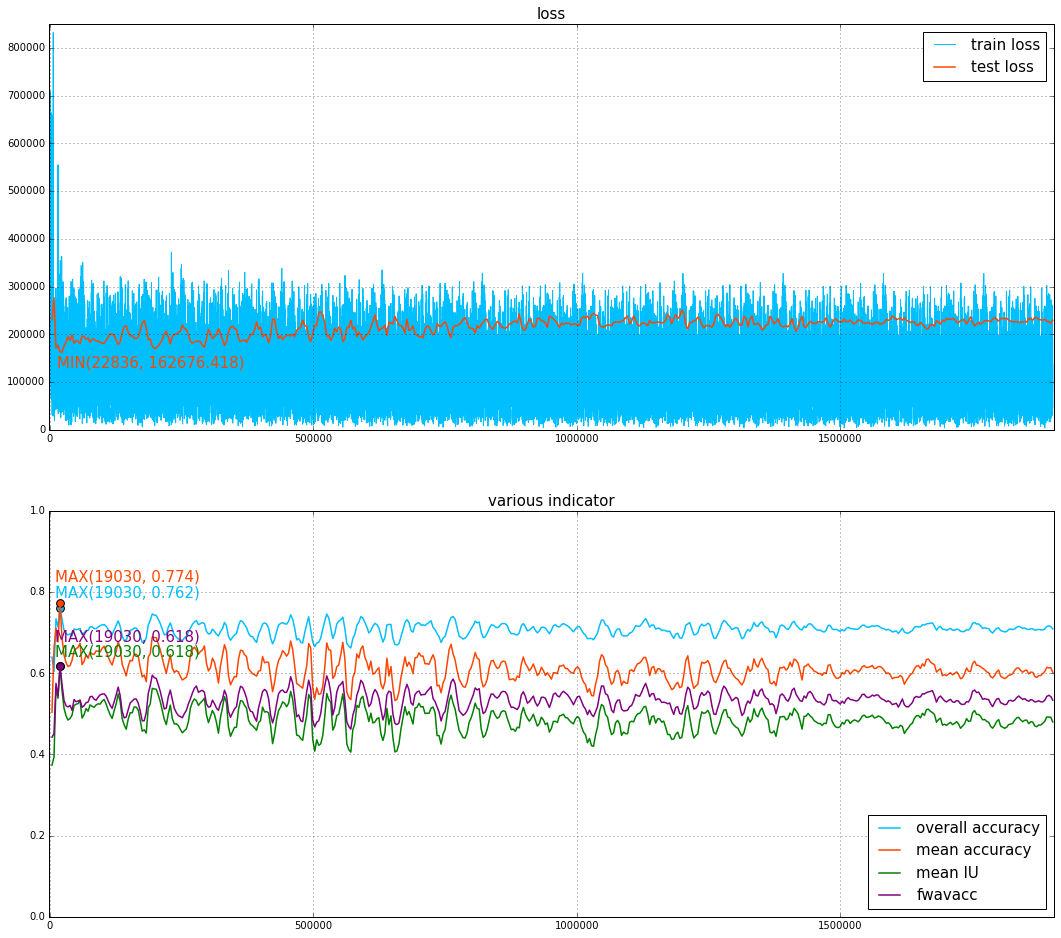 loss
800000
700000
600000
500000
400000
300000
200000
100000
0
train loss
test loss
MIN(22836, 162676.418)
0
500000
1000000
1500000
various indicator
1.0
0.8
0.6
0.4
0.2
0.0
MAX(19030, 0.774)
MAX(19030, 0.762)
MAX(19030, 0.618)
MAX(19030, 0.618)
overall accuracy
mean accuracy
mean IU
fwavacc
0
500000
1000000
1500000